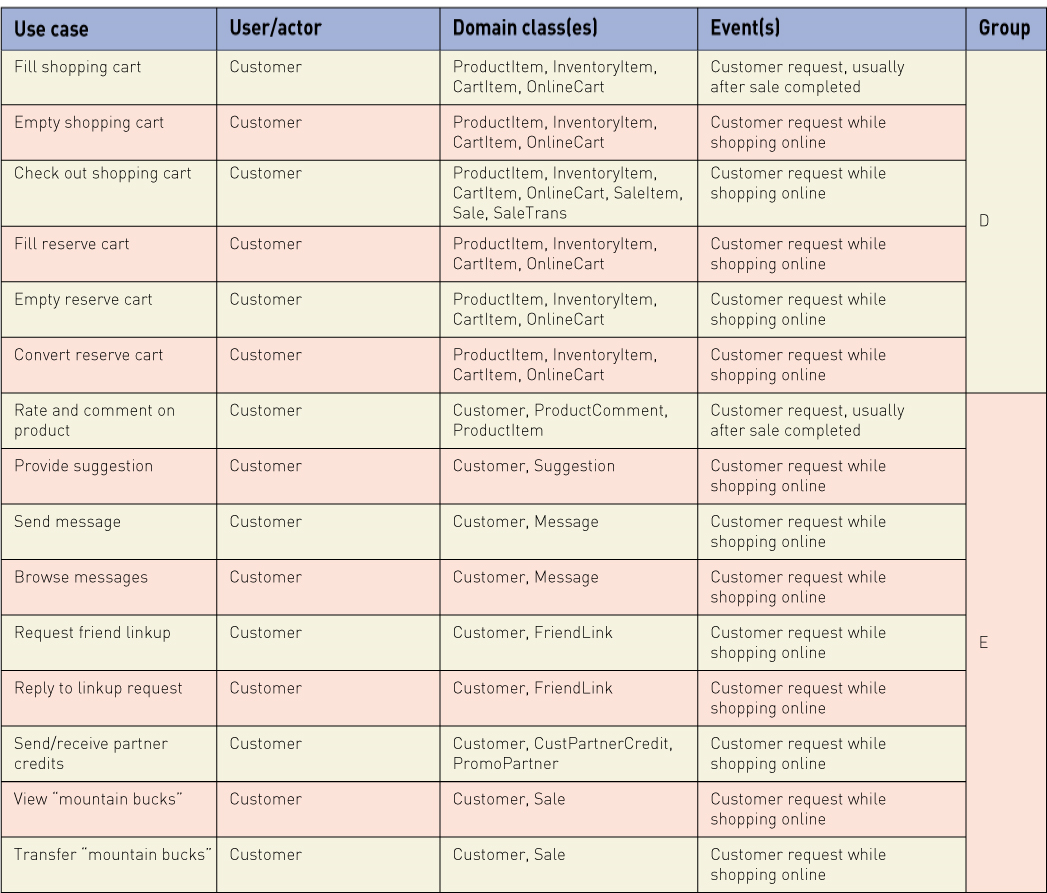 Use case User/actor Domain class(es) Event(s) Group
Fill shopping cart Customer ProductItem, InventoryItem, Customer request, usually
CartItem, OnlineCart after sale completed
Empty shopping cart Customer ProductItem, InventoryItem, Customer request while
CartItem, OnlineCart shopping online
Check out shopping cart Customer ProductItem, InventoryItem, Customer request while
CartItem, OnlineCart, SaleItem, shopping online
Sale, SaleTrans
D
Fill reserve cart Customer ProductItem, InventoryItem, Customer request while
CartItem, OnlineCart shopping online
Empty reserve cart Customer ProductItem, InventoryItem, Customer request while
CartItem, OnlineCart shopping online
Convert reserve cart Customer ProductItem, InventoryItem, Customer request while
CartItem, OnlineCart shopping online
Rate and comment on Customer Customer, ProductComment, Customer request, usually
product ProductItem after sale completed
Provide suggestion Customer Customer, Suggestion Customer request while
shopping online
Send message Customer Customer, Message Customer request while
shopping online
Browse messages Customer Customer, Message Customer request while
shopping online
Request friend linkup Customer Customer, FriendLink Customer request while
shopping online
E
Reply to linkup request Customer Customer, FriendLink Customer request while
shopping online
Send/receive partner Customer Customer, CustPartnerCredit, Customer request while
credits PromoPartner shopping online
View “mountain bucks” Customer Customer, Sale Customer request while
shopping online
Transfer “mountain bucks” Customer Customer, Sale Customer request while
shopping online